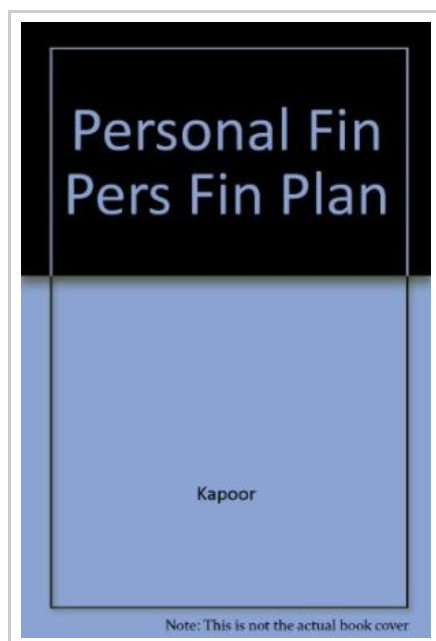 Personal Fin
Pers Fin Plan
Kapoor
Note: This is not the actual book cover